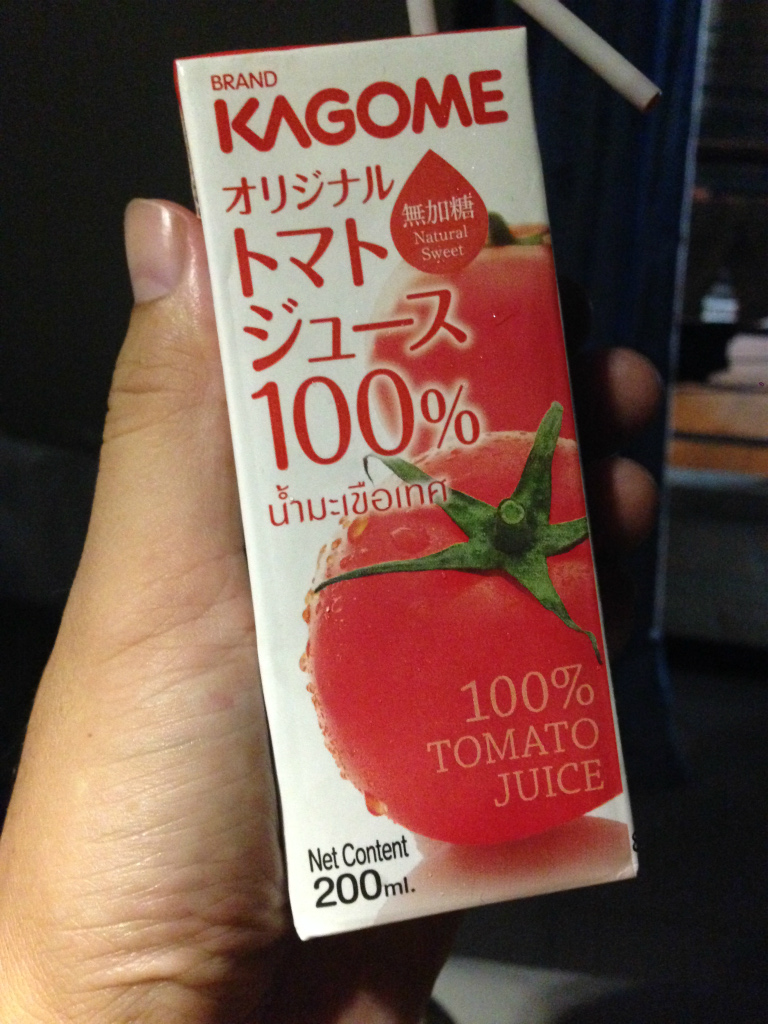 BRAND
KAGOME
オリジナル
トマト
ジュース
100%
無加糖
Natural
Sweet
น้ำมะเขือเทศ
100%
TOMATO
JUICE
Net Content
200ml.